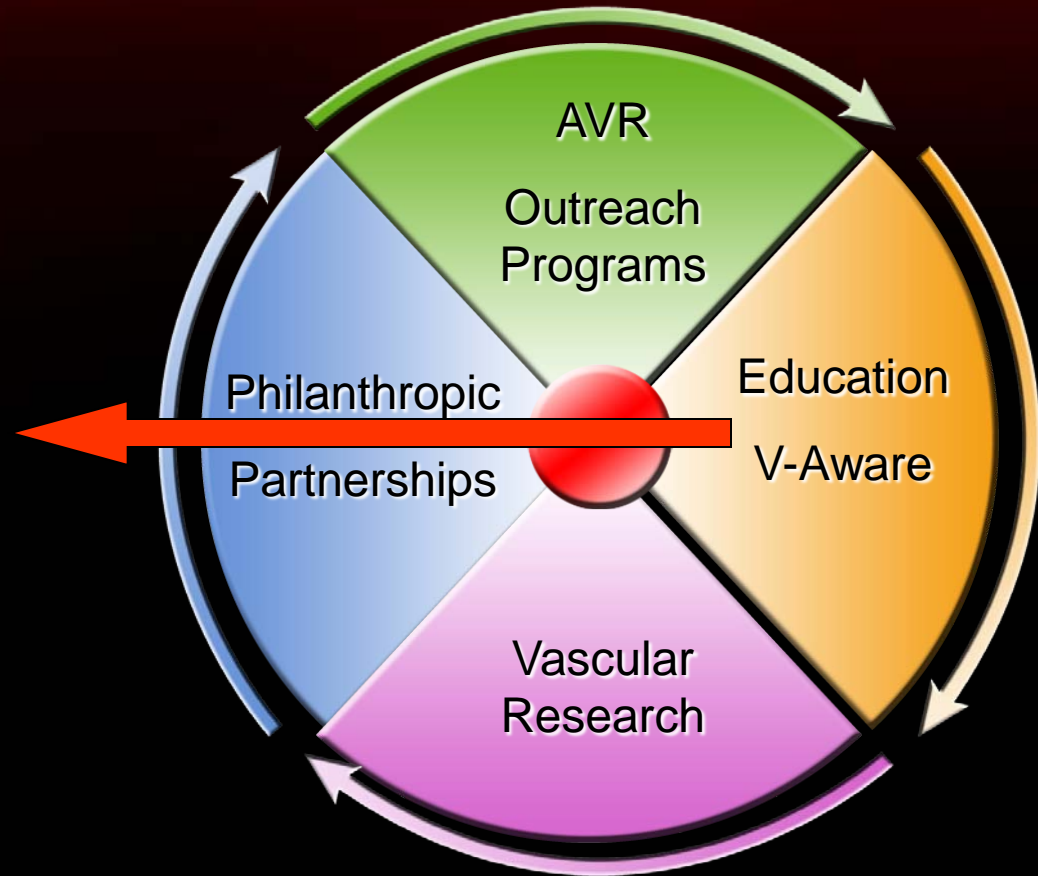 AVR
Outreach
Programs
Philanthropic
Partnerships
Education
V-Aware
Vascular
Research